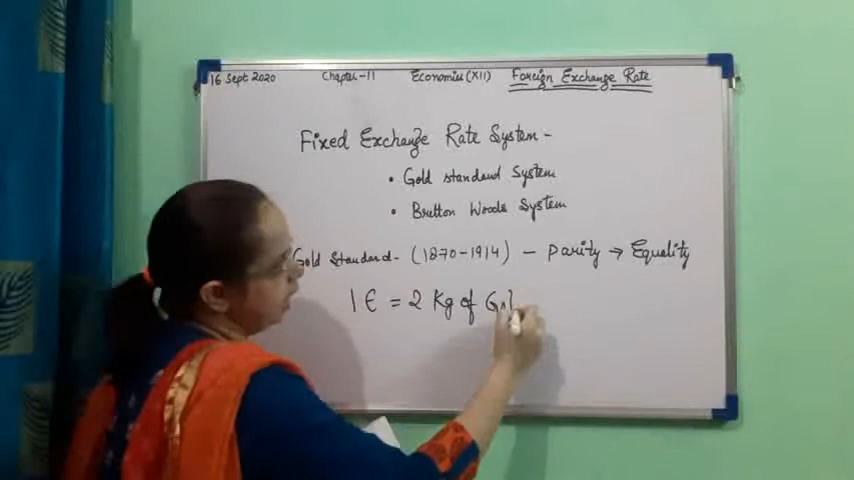 16 Sept 2020 Chapter-11 Economics (XII) Foreign Exchange Rate
Fixed Exchange Rate System -
• Gold standard System
• Bretton Woods System
Gold Standard - (1870-1914) - Parity → Equality
1 € = 2 Kg of Gol